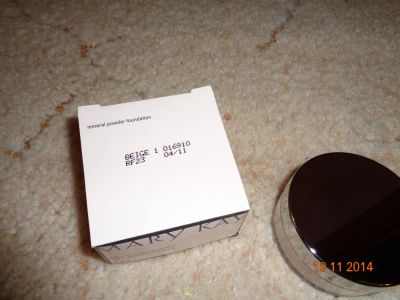 mineral powder foundation
BEIGE 1 016910
RF23 04/11
MARY KAY
18 11 2014